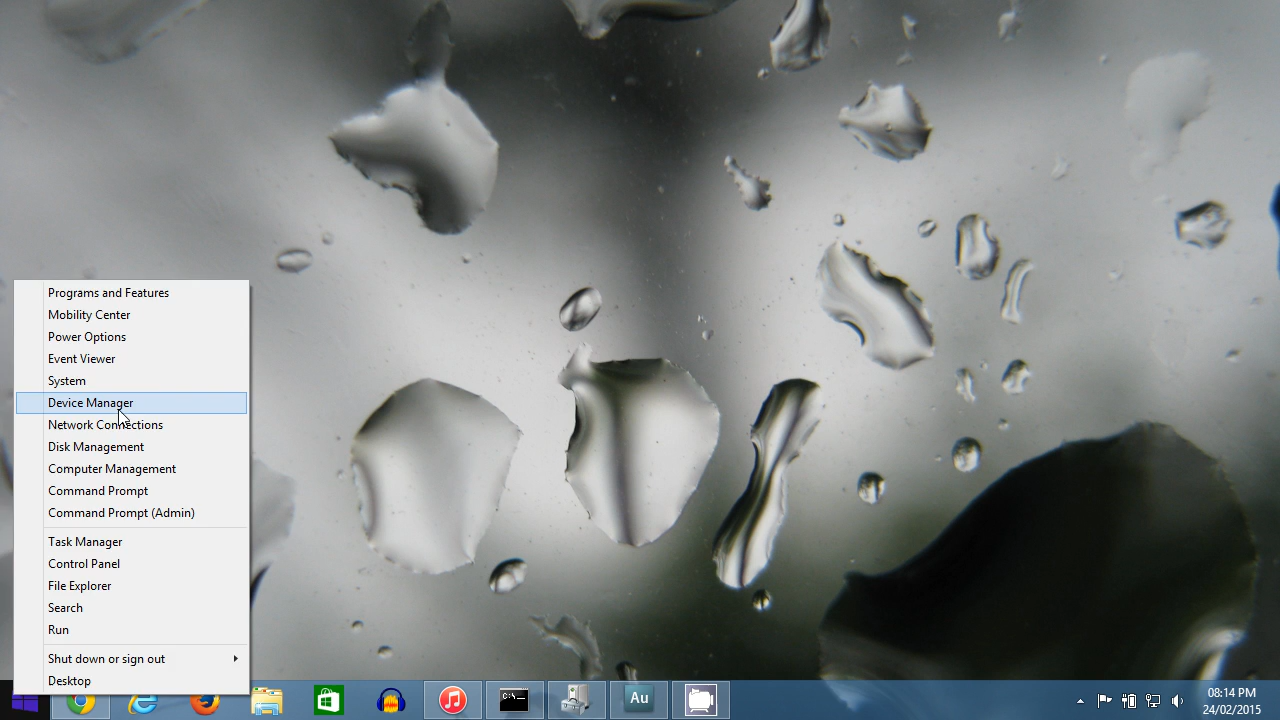 Programs and Features
Mobility Center
Power Options
Event Viewer
System
Device Manager
Network Connections
Disk Management
Computer Management
Command Prompt
Command Prompt (Admin)
Task Manager
Control Panel
File Explorer
Search
Run
Shut down or sign out
Desktop
C:\_
Au
08:14 PM
24/02/2015